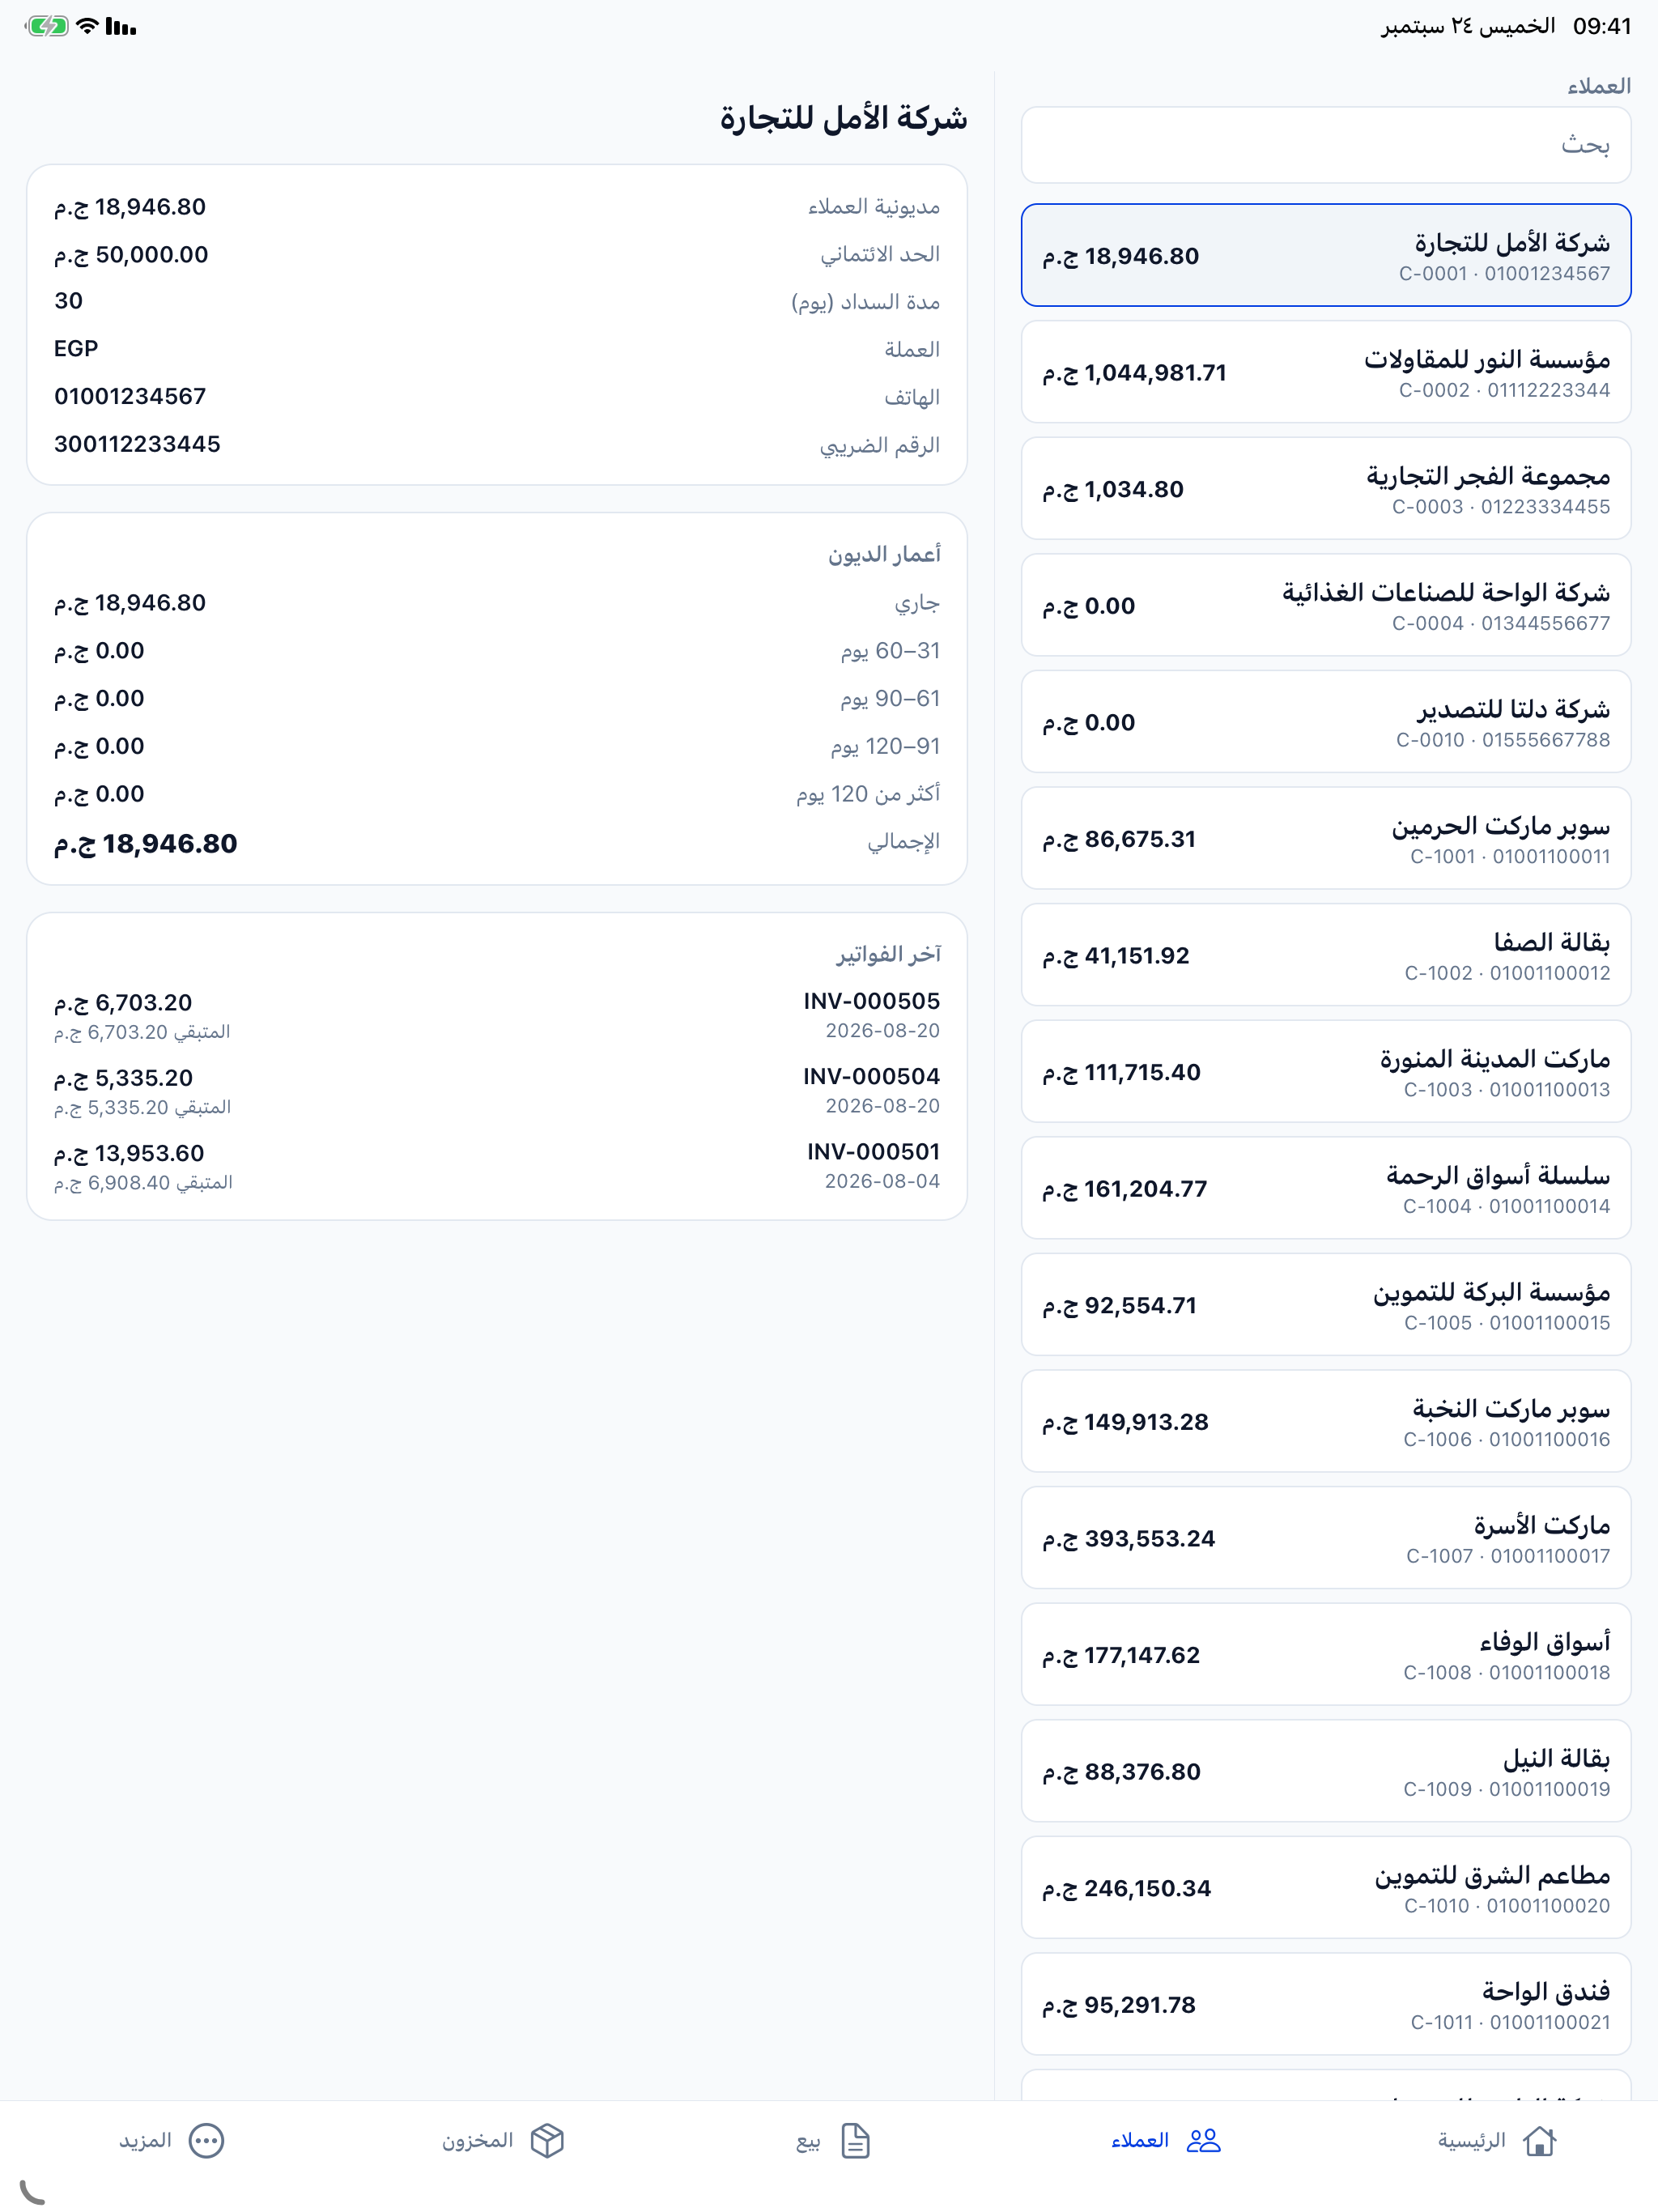 09:41 الخميس ٢٤ سبتمبر
العملاء
بحث
شركة الأمل للتجارة
18,946.80 ج.م
C-0001 · 01001234567
مؤسسة النور للمقاولات
1,044,981.71 ج.م
C-0002 · 01112223344
مجموعة الفجر التجارية
1,034.80 ج.م
C-0003 · 01223334455
شركة الواحة للصناعات الغذائية
0.00 ج.م
C-0004 · 01344556677
شركة دلتا للتصدير
0.00 ج.م
C-0010 · 01555667788
سوبر ماركت الحرمين
86,675.31 ج.م
C-1001 · 01001100011
بقالة الصفا
41,151.92 ج.م
C-1002 · 01001100012
ماركت المدينة المنورة
111,715.40 ج.م
C-1003 · 01001100013
سلسلة أسواق الرحمة
161,204.77 ج.م
C-1004 · 01001100014
مؤسسة البركة للتموين
92,554.71 ج.م
C-1005 · 01001100015
سوبر ماركت النخبة
149,913.28 ج.م
C-1006 · 01001100016
ماركت الأسرة
393,553.24 ج.م
C-1007 · 01001100017
أسواق الوفاء
177,147.62 ج.م
C-1008 · 01001100018
بقالة النيل
88,376.80 ج.م
C-1009 · 01001100019
مطاعم الشرق للتموين
246,150.34 ج.م
C-1010 · 01001100020
فندق الواحة
95,291.78 ج.م
C-1011 · 01001100021
شركة الأمل للتجارة
مديونية العملاء 18,946.80 ج.م
الحد الائتماني 50,000.00 ج.م
مدة السداد (يوم) 30
العملة EGP
الهاتف 01001234567
الرقم الضريبي 300112233445
أعمار الديون
جاري 18,946.80 ج.م
31–60 يوم 0.00 ج.م
61–90 يوم 0.00 ج.م
91–120 يوم 0.00 ج.م
أكثر من 120 يوم 0.00 ج.م
الإجمالي 18,946.80 ج.م
آخر الفواتير
INV-000505 6,703.20 ج.م
2026-08-20 المتبقي 6,703.20 ج.م
INV-000504 5,335.20 ج.م
2026-08-20 المتبقي 5,335.20 ج.م
INV-000501 13,953.60 ج.م
2026-08-04 المتبقي 6,908.40 ج.م
الرئيسية العملاء بيع المخزون المزيد